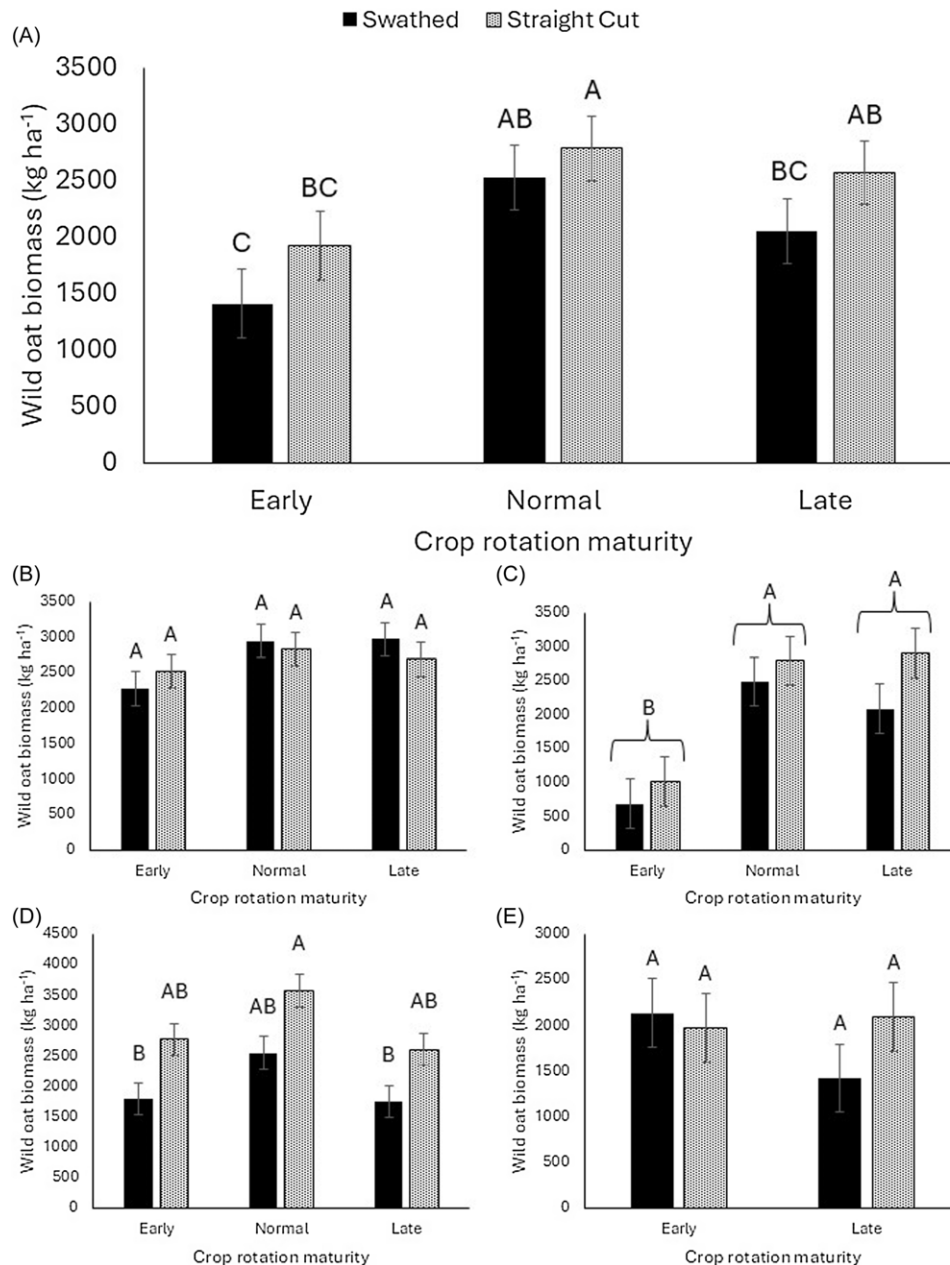 Swathed Straight Cut
(A)
Wild oat biomass (kg ha⁻¹)
3500
3000
2500
2000
1500
1000
500
0
C BC AB A BC AB
Early Normal Late
Crop rotation maturity
(B)
Wild oat biomass (kg ha⁻¹)
3500
3000
2500
2000
1500
1000
500
0
A A A A A A
Early Normal Late
Crop rotation maturity
(C)
Wild oat biomass (kg ha⁻¹)
3500
3000
2500
2000
1500
1000
500
0
B A A
Early Normal Late
Crop rotation maturity
(D)
Wild oat biomass (kg ha⁻¹)
4500
4000
3500
3000
2500
2000
1500
1000
500
0
B AB AB A B AB
Early Normal Late
Crop rotation maturity
(E)
Wild oat biomass (kg ha⁻¹)
3000
2500
2000
1500
1000
500
0
A A A A
Early Late
Crop rotation maturity